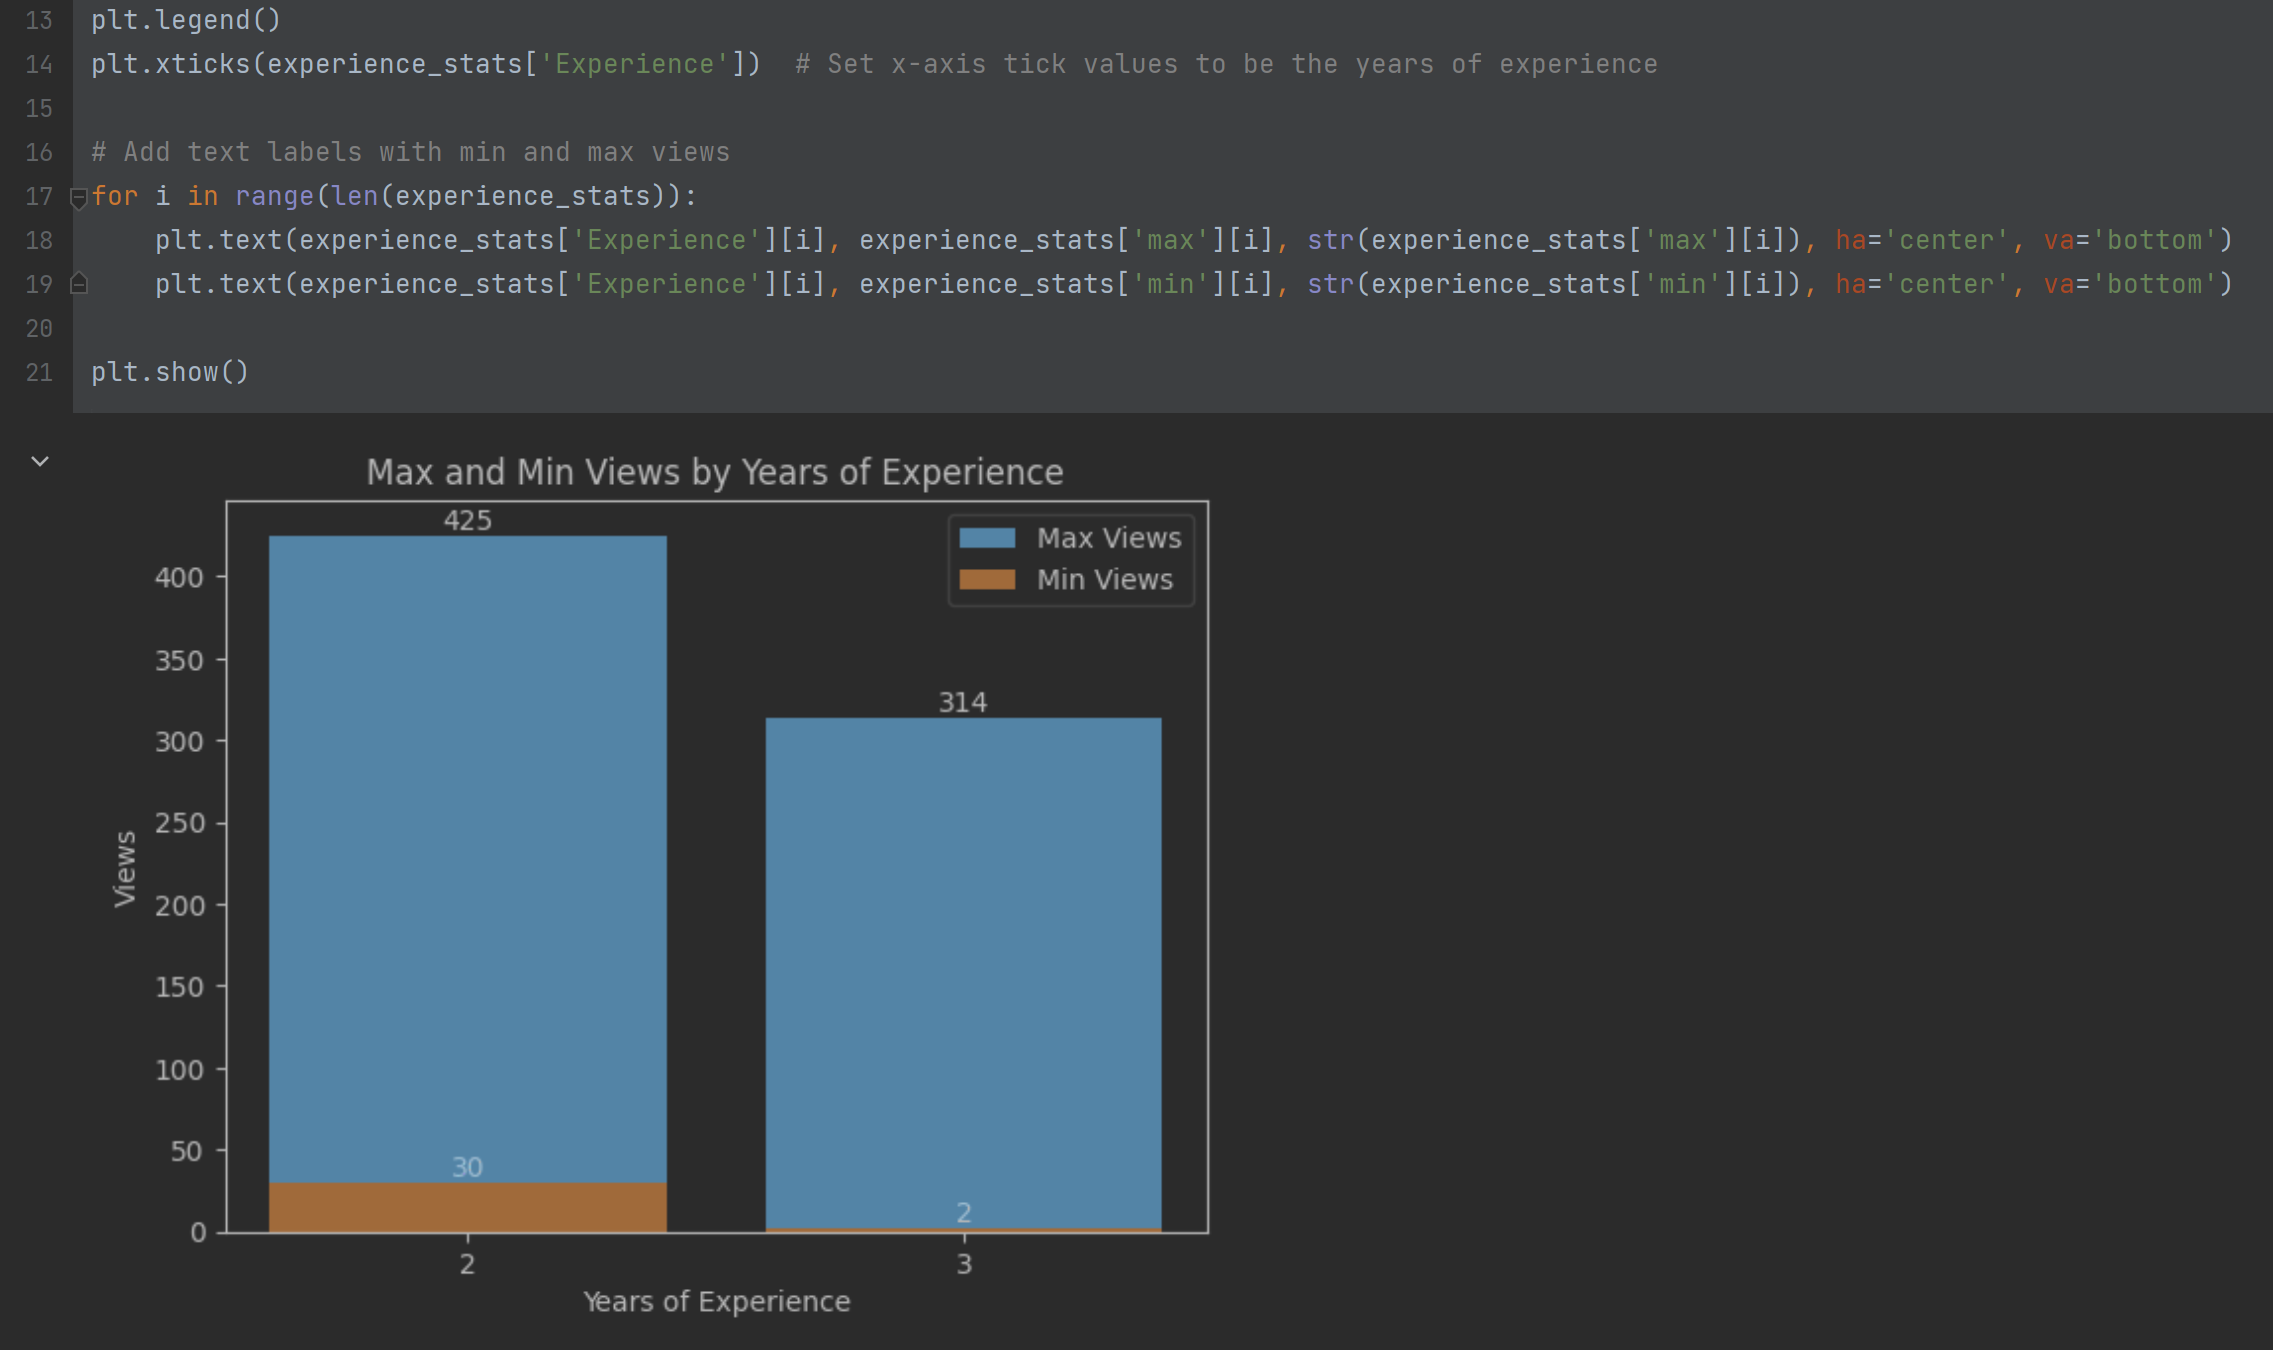 13 plt.legend()
14 plt.xticks(experience_stats['Experience'])  # Set x-axis tick values to be the years of experience
15
16 # Add text labels with min and max views
17 for i in range(len(experience_stats)):
18     plt.text(experience_stats['Experience'][i], experience_stats['max'][i], str(experience_stats['max'][i]), ha='center', va='bottom')
19     plt.text(experience_stats['Experience'][i], experience_stats['min'][i], str(experience_stats['min'][i]), ha='center', va='bottom')
20
21 plt.show()
Max and Min Views by Years of Experience
425
Max Views
Min Views
400
350
314
300
250
Views
200
150
100
50
30
2
0
2 3
Years of Experience